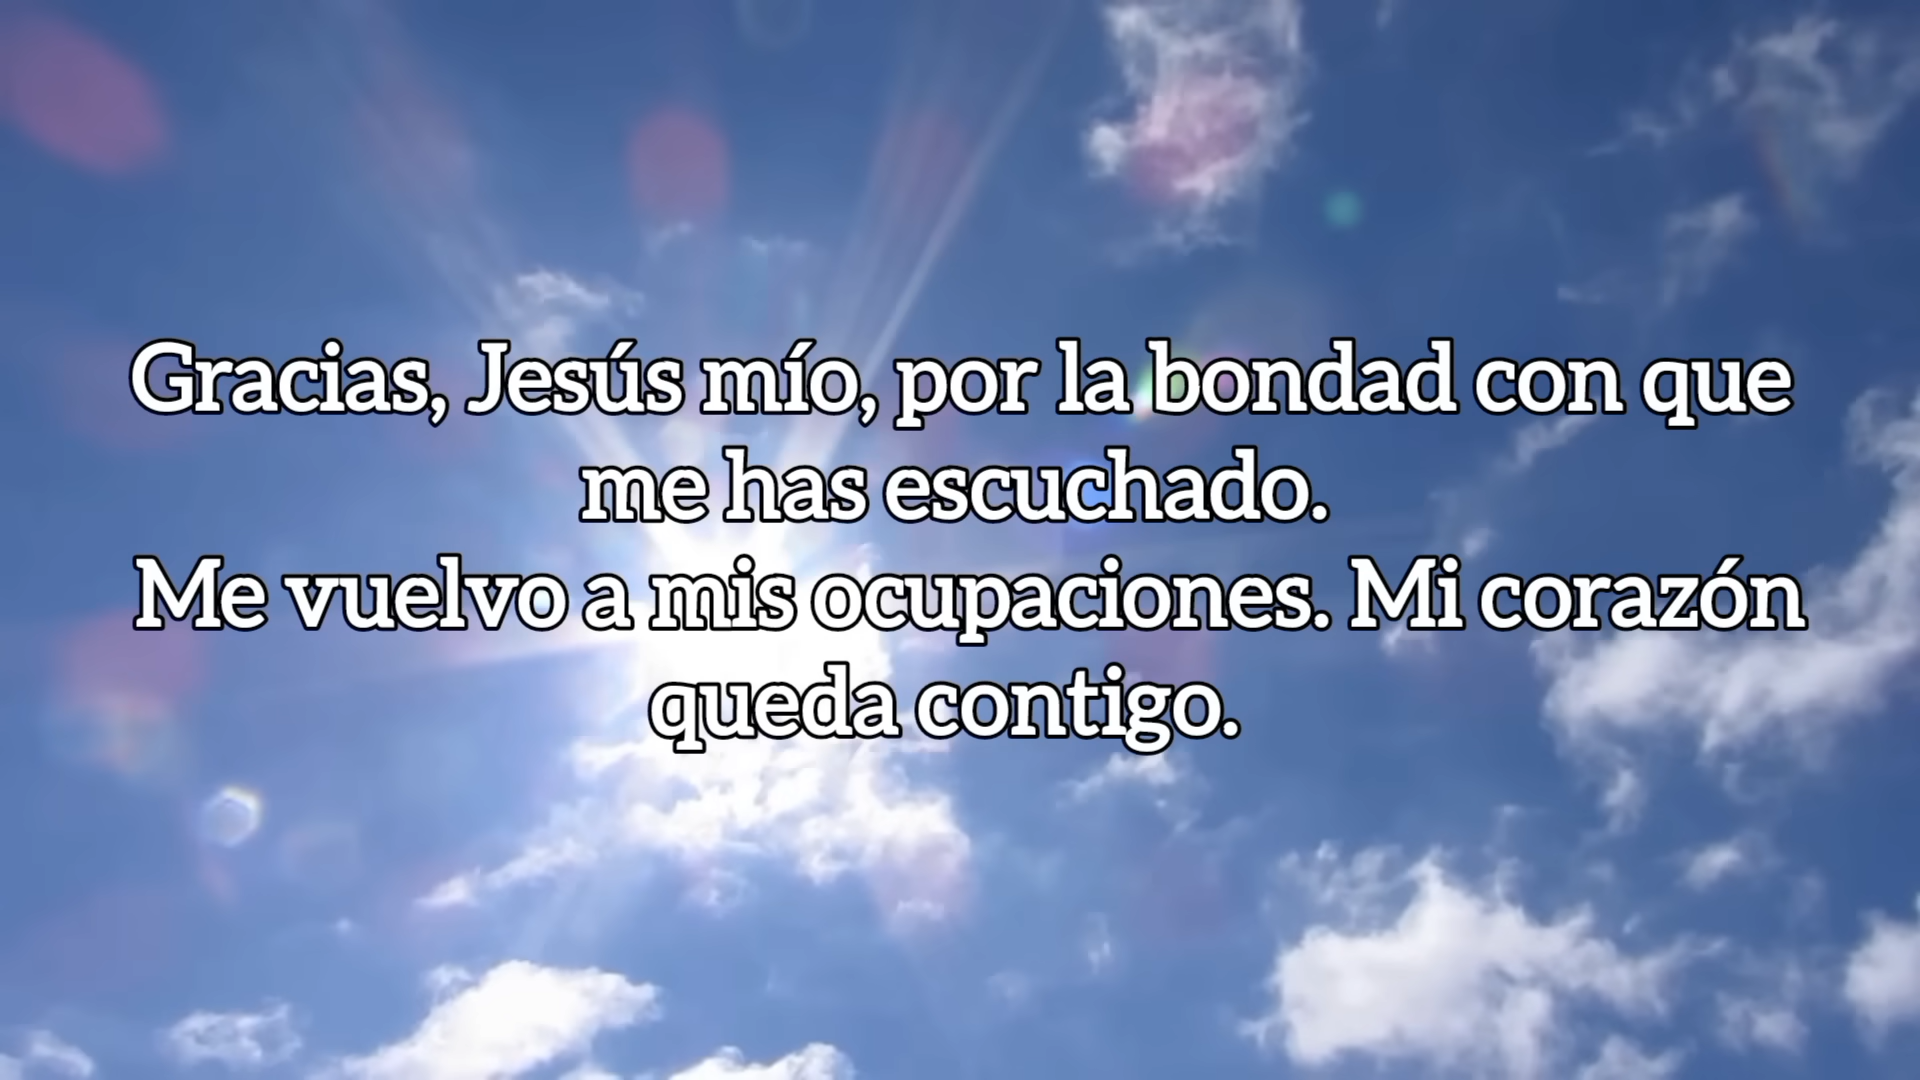 Gracias, Jesús mío, por la bondad con que
me has escuchado.
Me vuelvo a mis ocupaciones. Mi corazón
queda contigo.